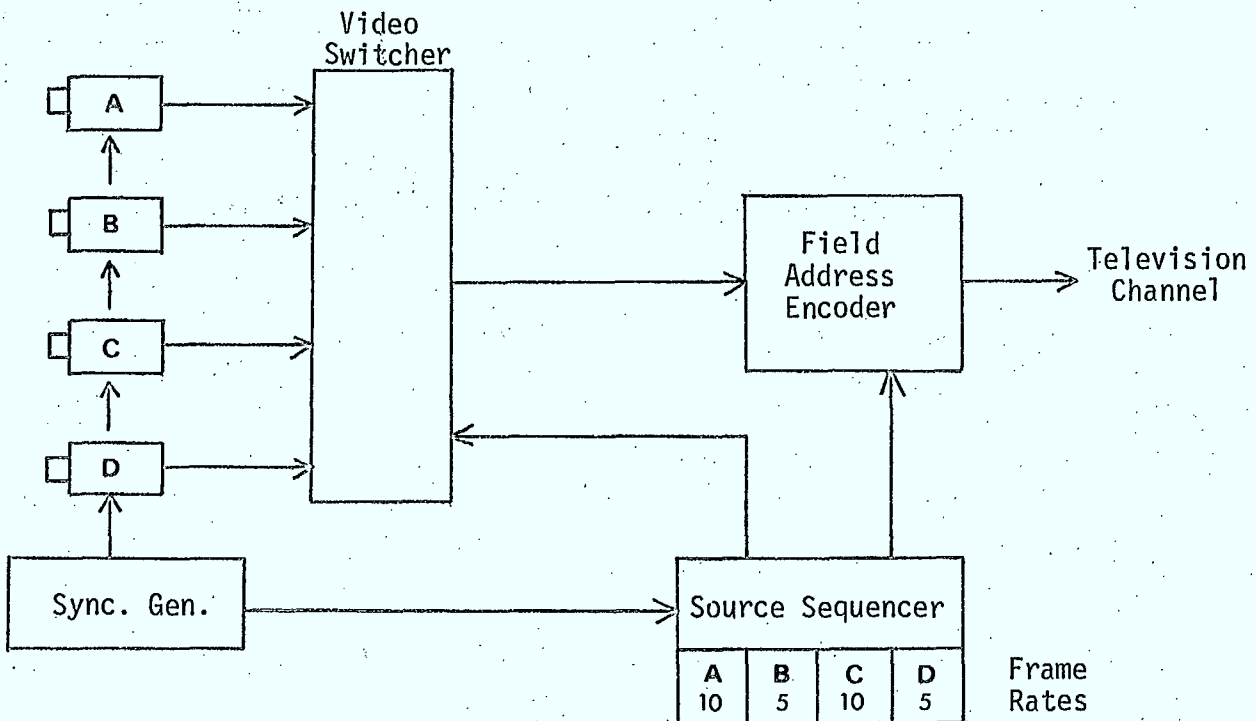 Video
Switcher
A
B
C
D
Field
Address
Encoder
Television
Channel
Sync. Gen.
Source Sequencer
A B C D
10 5 10 5
Frame
Rates